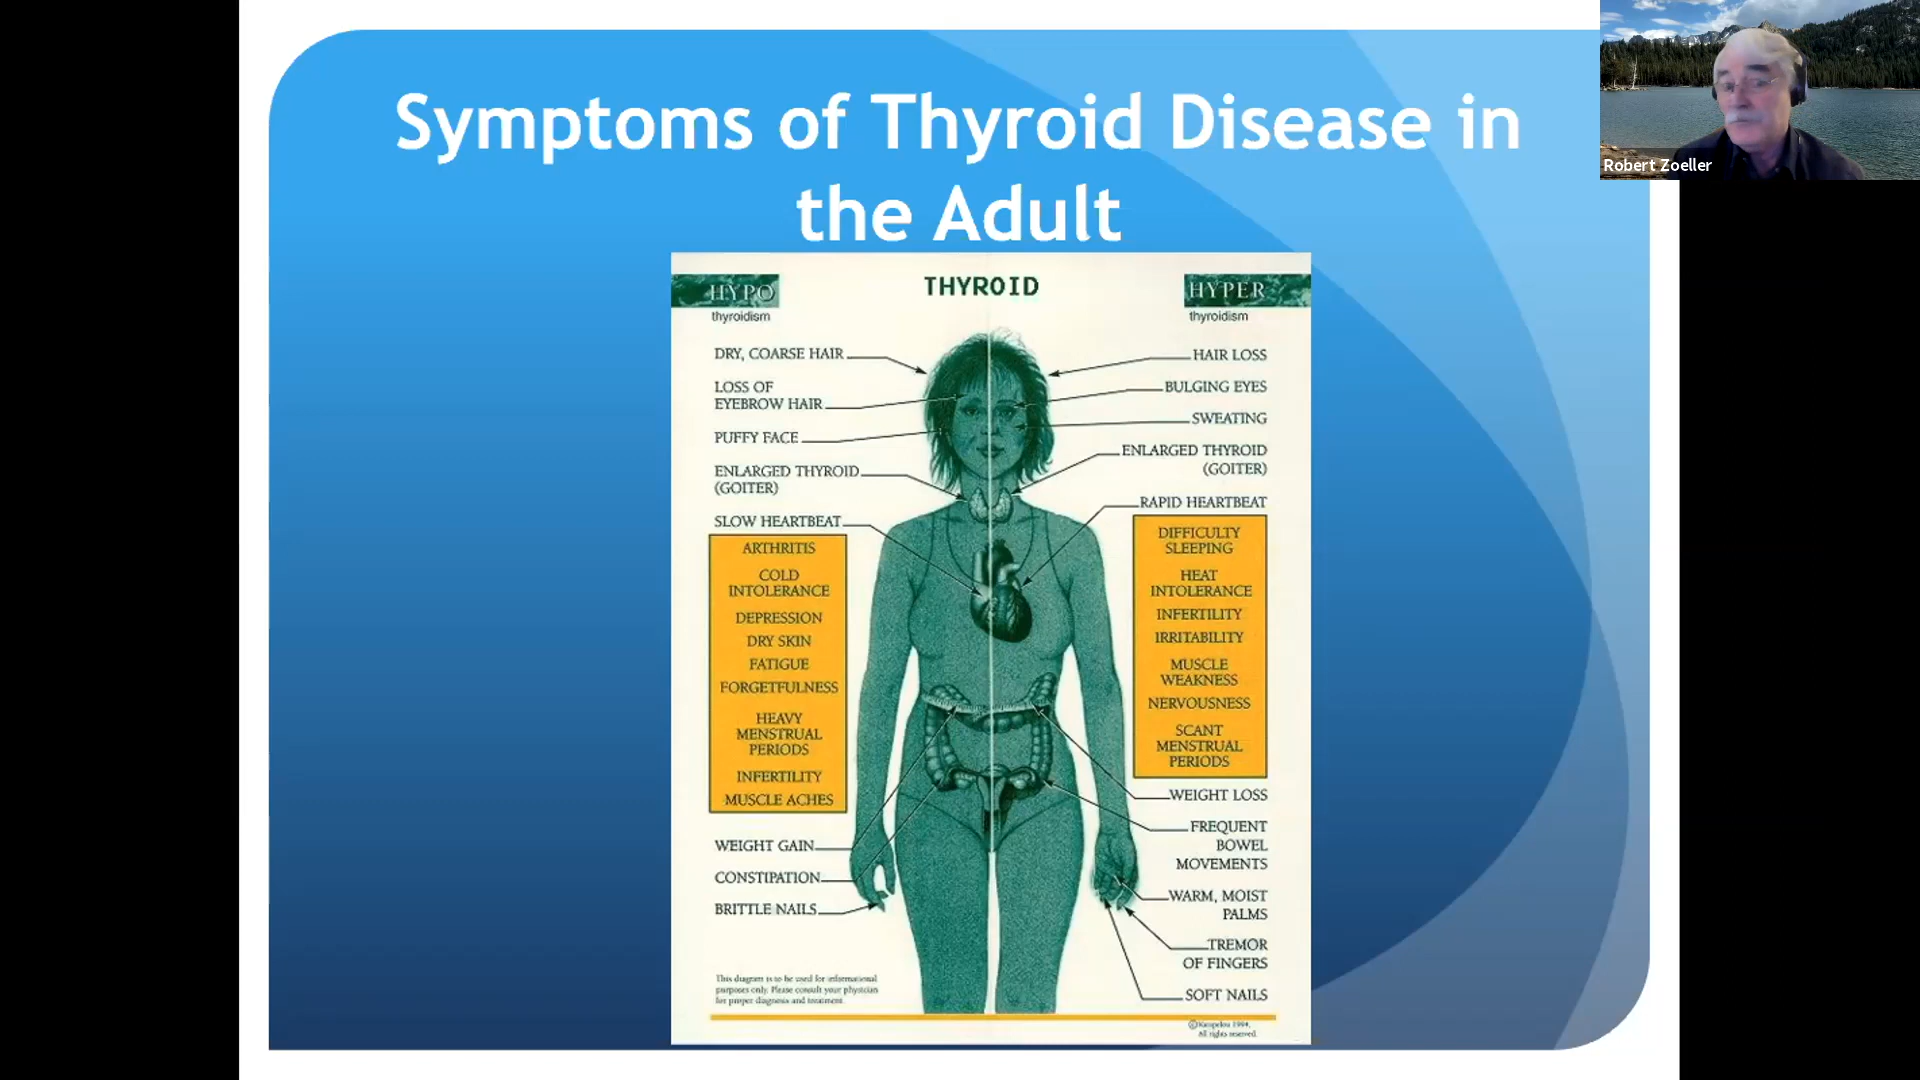 Symptoms of Thyroid Disease in
the Adult
Robert Zoeller
THYROID
HYPO
thyroidism
DRY, COARSE HAIR
LOSS OF
EYEBROW HAIR
PUFFY FACE
ENLARGED THYROID
(GOITER)
SLOW HEARTBEAT
ARTHRITIS
COLD
INTOLERANCE
DEPRESSION
DRY SKIN
FATIGUE
FORGETFULNESS
HEAVY
MENSTRUAL
PERIODS
INFERTILITY
MUSCLE ACHES
WEIGHT GAIN
CONSTIPATION
BRITTLE NAILS
This diagram is to be used for informational
purposes only. Please consult your physician
for proper diagnosis and treatment.
HYPER
thyroidism
HAIR LOSS
BULGING EYES
SWEATING
ENLARGED THYROID
(GOITER)
RAPID HEARTBEAT
DIFFICULTY
SLEEPING
HEAT
INTOLERANCE
INFERTILITY
IRRITABILITY
MUSCLE
WEAKNESS
NERVOUSNESS
SCANT
MENSTRUAL
PERIODS
WEIGHT LOSS
FREQUENT
BOWEL
MOVEMENTS
WARM, MOIST
PALMS
TREMOR
OF FINGERS
SOFT NAILS
© 1994,
All rights reserved.